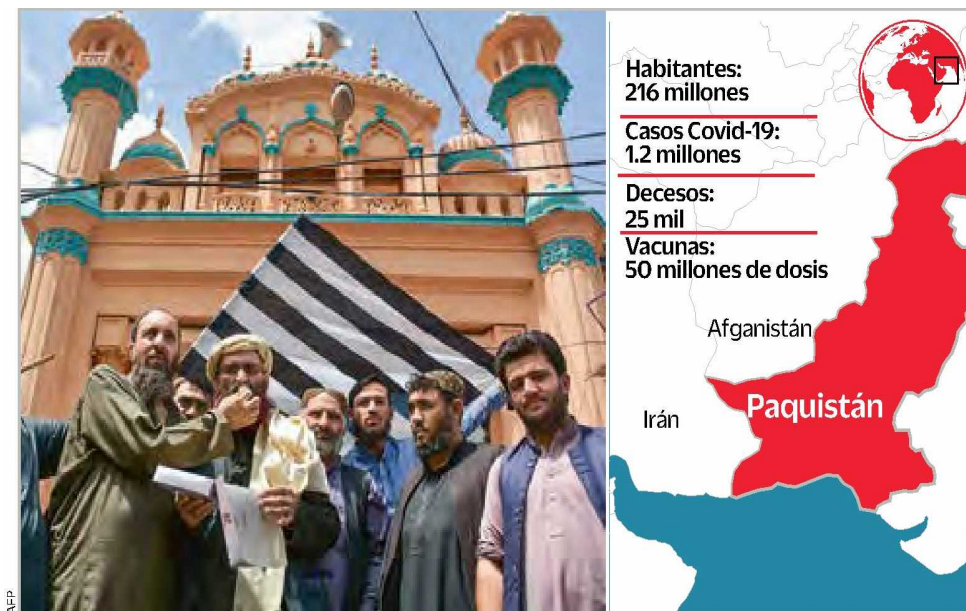 Habitantes:
216 millones
Casos Covid-19:
1.2 millones
Decesos:
25 mil
Vacunas:
50 millones de dosis
Afganistán
Irán
Paquistán
AFP